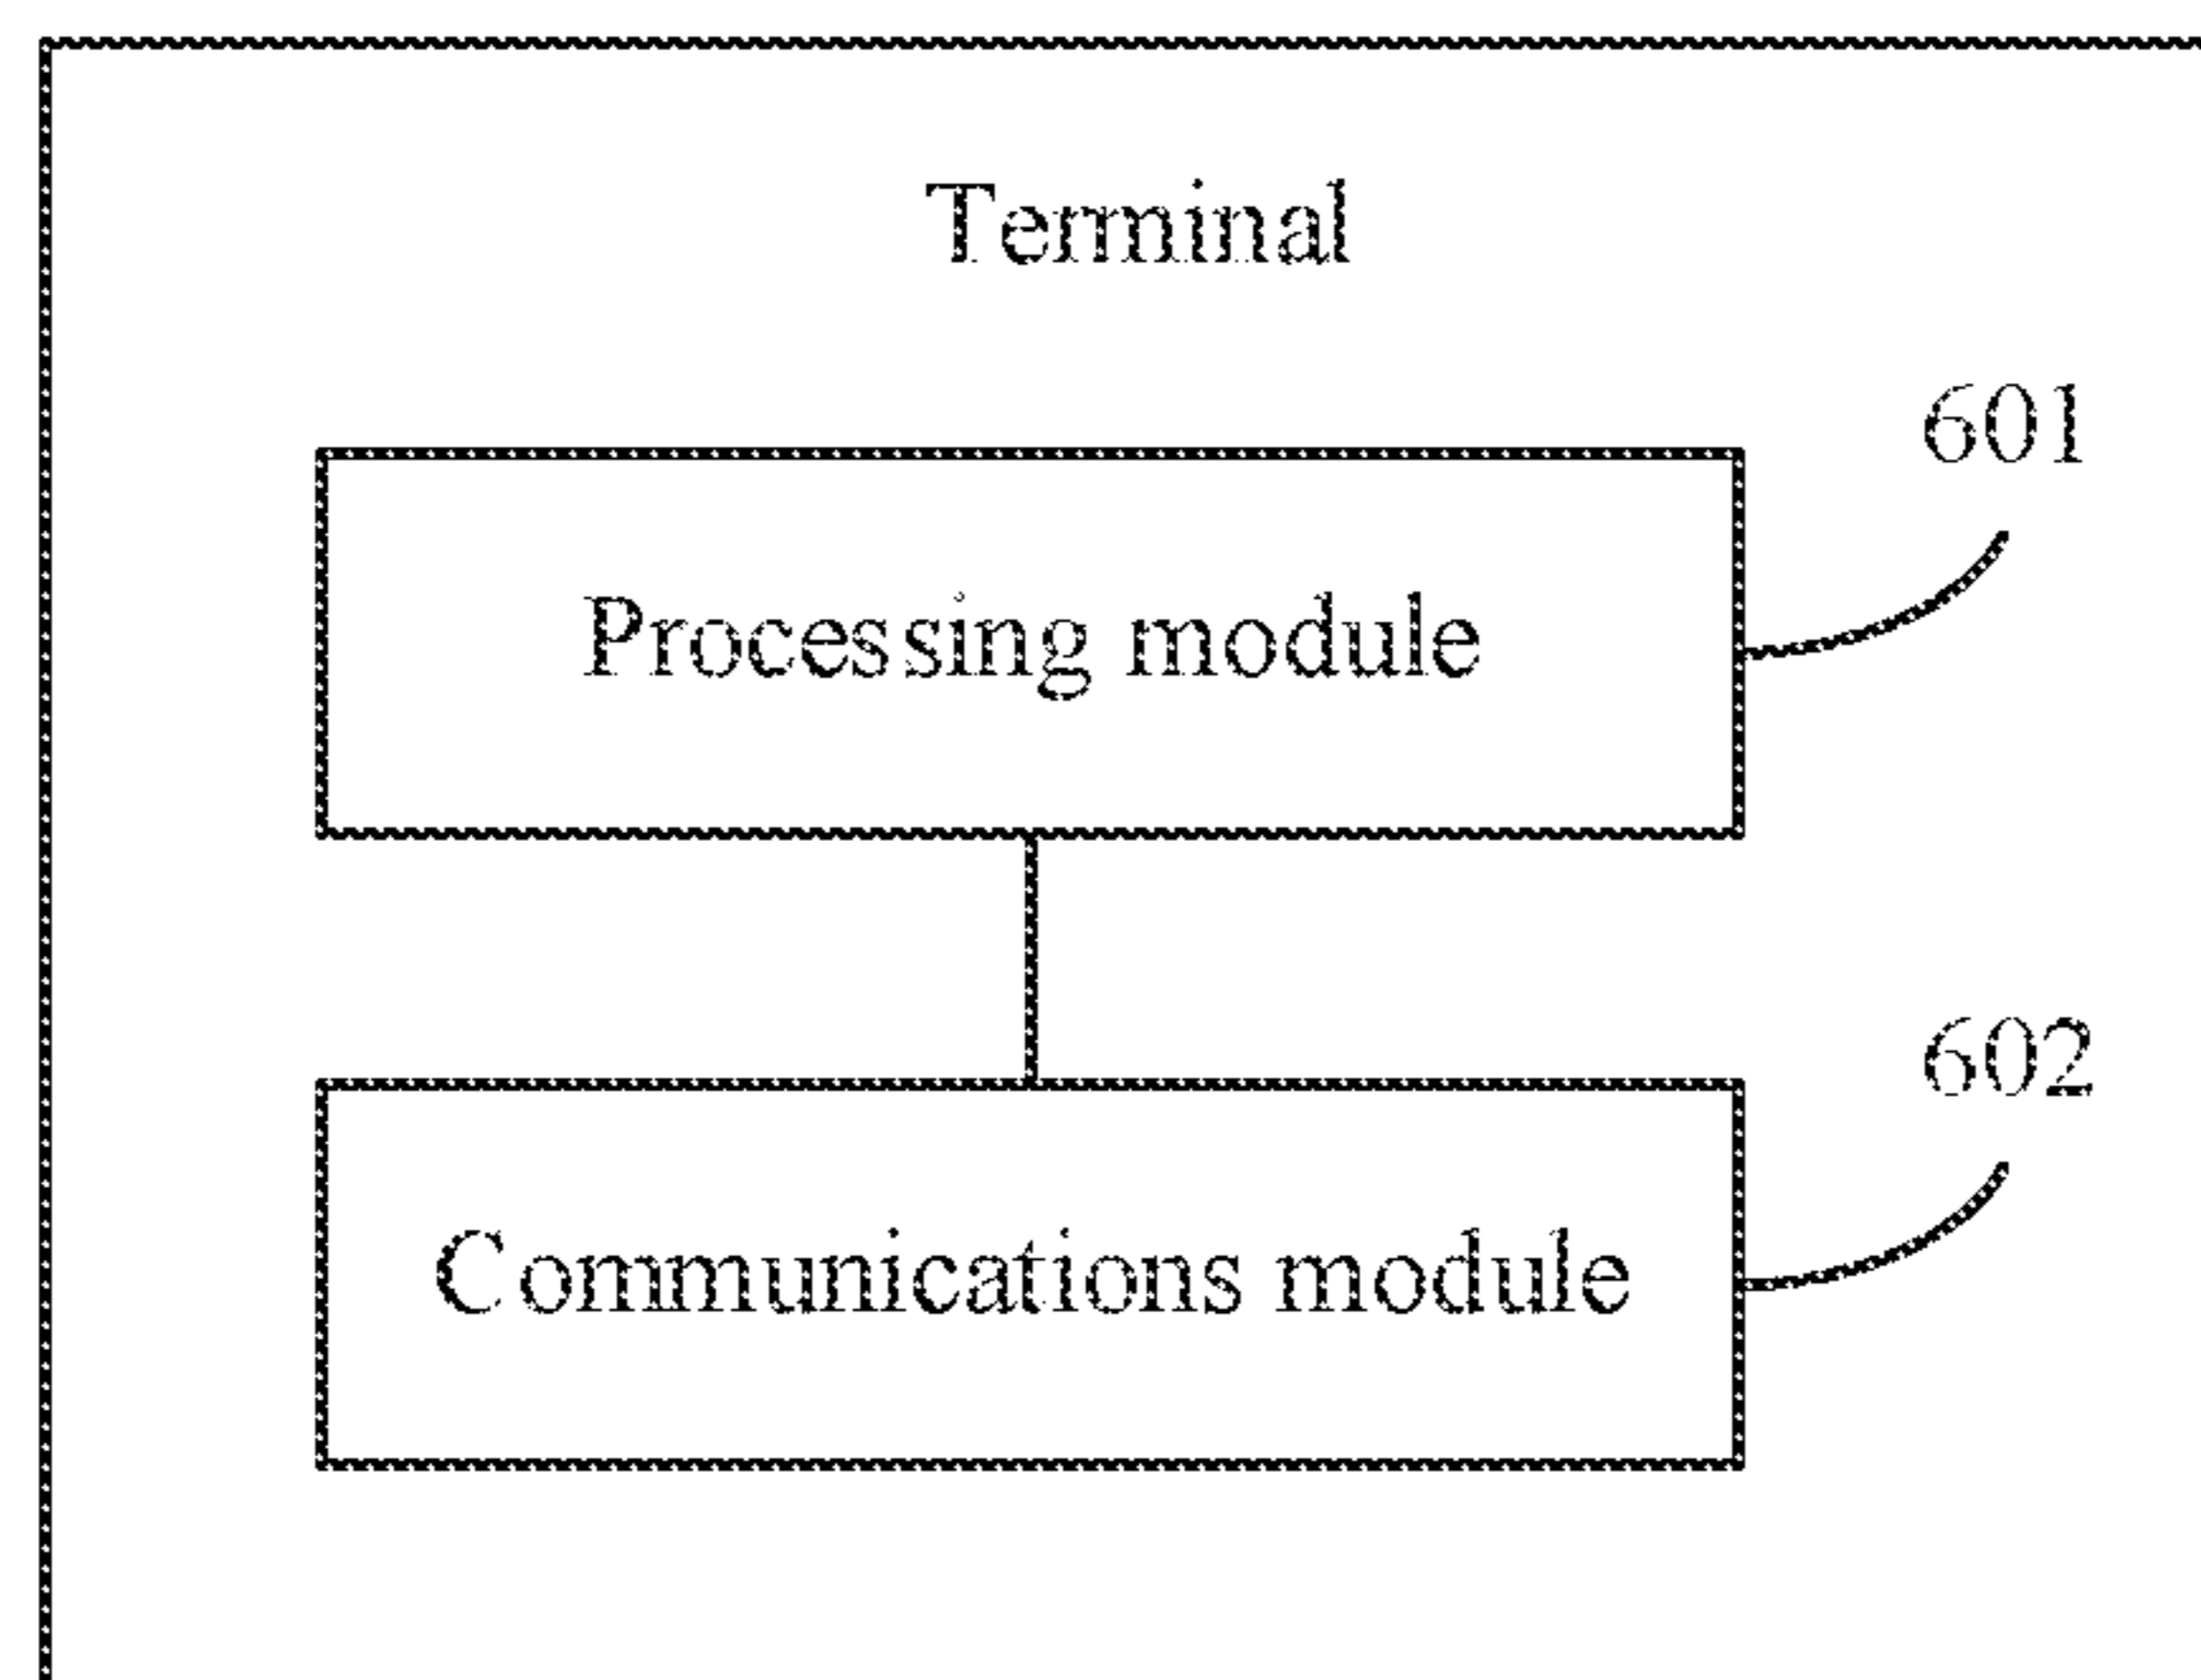 Terminal
601
Processing module
602
Communications module